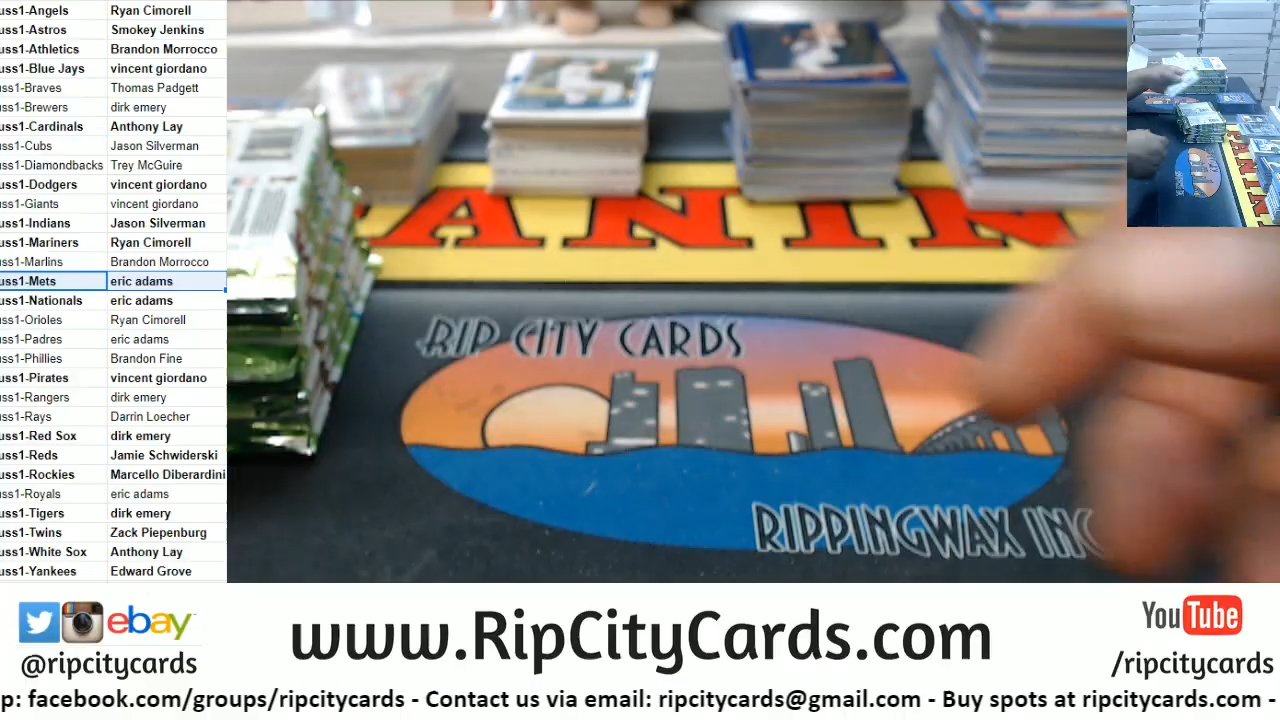 uss1-Angels Ryan Cimorell
uss1-Astros Smokey Jenkins
uss1-Athletics Brandon Morrocco
uss1-Blue Jays vincent giordano
uss1-Braves Thomas Padgett
uss1-Brewers dirk emery
uss1-Cardinals Anthony Lay
uss1-Cubs Jason Silverman
uss1-Diamondbacks Trey McGuire
uss1-Dodgers vincent giordano
uss1-Giants vincent giordano
uss1-Indians Jason Silverman
uss1-Mariners Ryan Cimorell
uss1-Marlins Brandon Morrocco
uss1-Mets eric adams
uss1-Nationals eric adams
uss1-Orioles Ryan Cimorell
uss1-Padres eric adams
uss1-Phillies Brandon Fine
uss1-Pirates vincent giordano
uss1-Rangers dirk emery
uss1-Rays Darrin Loecher
uss1-Red Sox dirk emery
uss1-Reds Jamie Schwiderski
uss1-Rockies Marcello Diberardini
uss1-Royals eric adams
uss1-Tigers dirk emery
uss1-Twins Zack Piepenburg
uss1-White Sox Anthony Lay
uss1-Yankees Edward Grove
PANIN
PANINI
RIP CITY CARDS
RIPPINGWAX INC
ebay
@ripcitycards
www.RipCityCards.com
YouTube
/ripcitycards
p: facebook.com/groups/ripcitycards - Contact us via email: ripcitycards@gmail.com - Buy spots at ripcitycards.com -